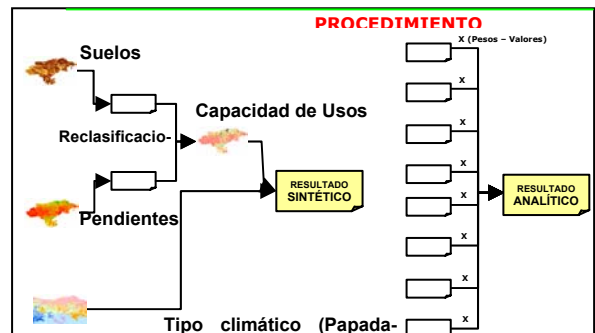 PROCEDIMIENTO
Suelos
Reclasificacio-
Pendientes
Capacidad de Usos
RESULTADO
SINTÉTICO
Tipo climático (Papada-
X (Pesos – Valores)
X
X
X
X
X
X
X
RESULTADO
ANALÍTICO